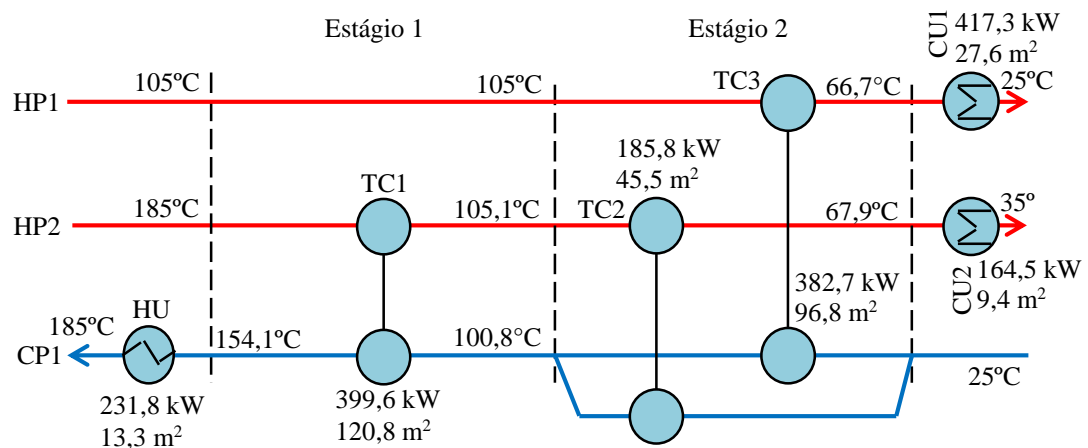 Estágio 1
Estágio 2
CU1
417,3 kW
27,6 m²
HP1
105ºC
105ºC
TC3
66,7°C
25ºC
185,8 kW
45,5 m²
HP2
185ºC
TC1
105,1ºC
TC2
67,9ºC
35º
CU2
164,5 kW
9,4 m²
382,7 kW
96,8 m²
HU
CP1
185ºC
154,1ºC
100,8°C
25ºC
231,8 kW
13,3 m²
399,6 kW
120,8 m²